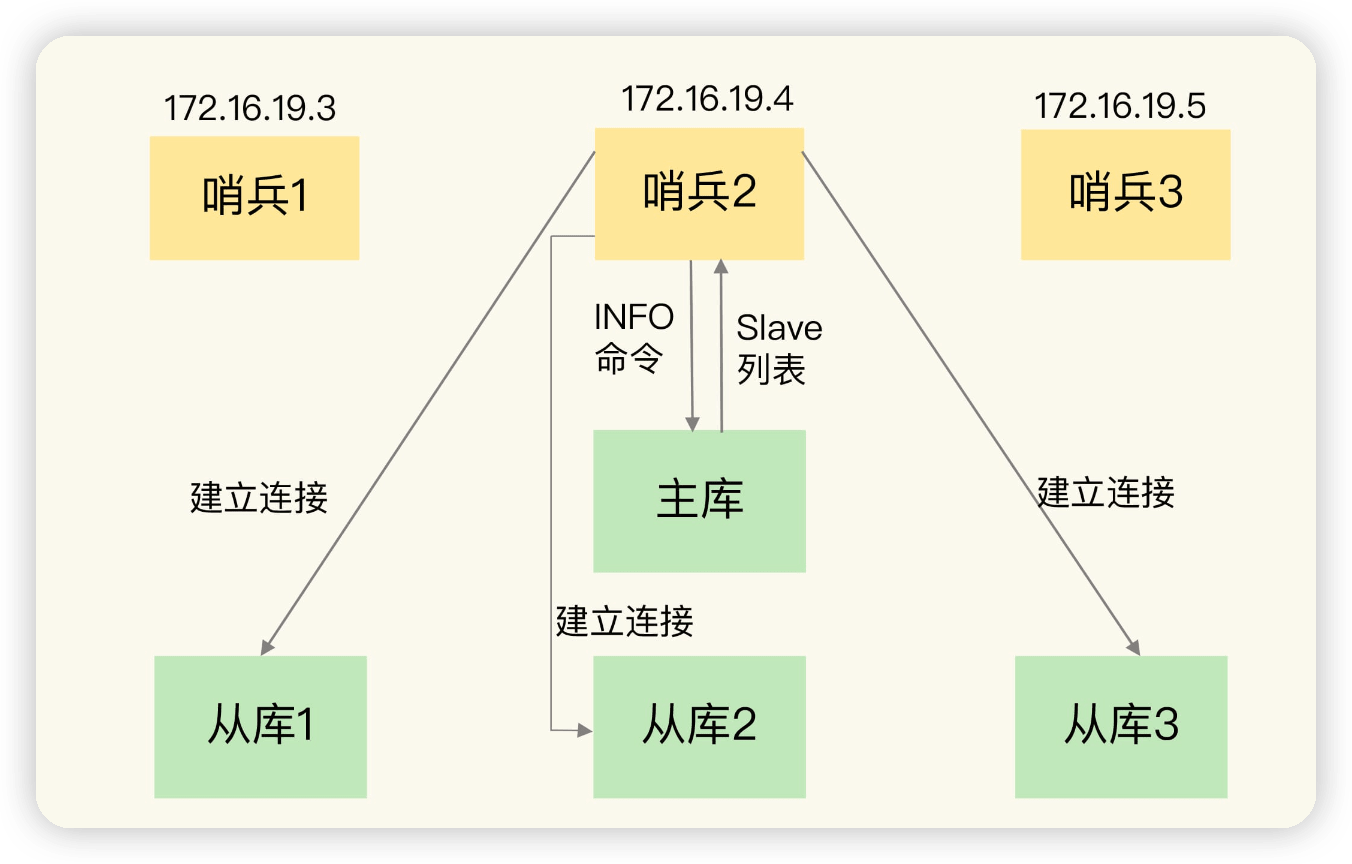 172.16.19.3
172.16.19.4
172.16.19.5
哨兵1
哨兵2
哨兵3
INFO
命令
Slave
列表
主库
建立连接
建立连接
建立连接
从库1
从库2
从库3